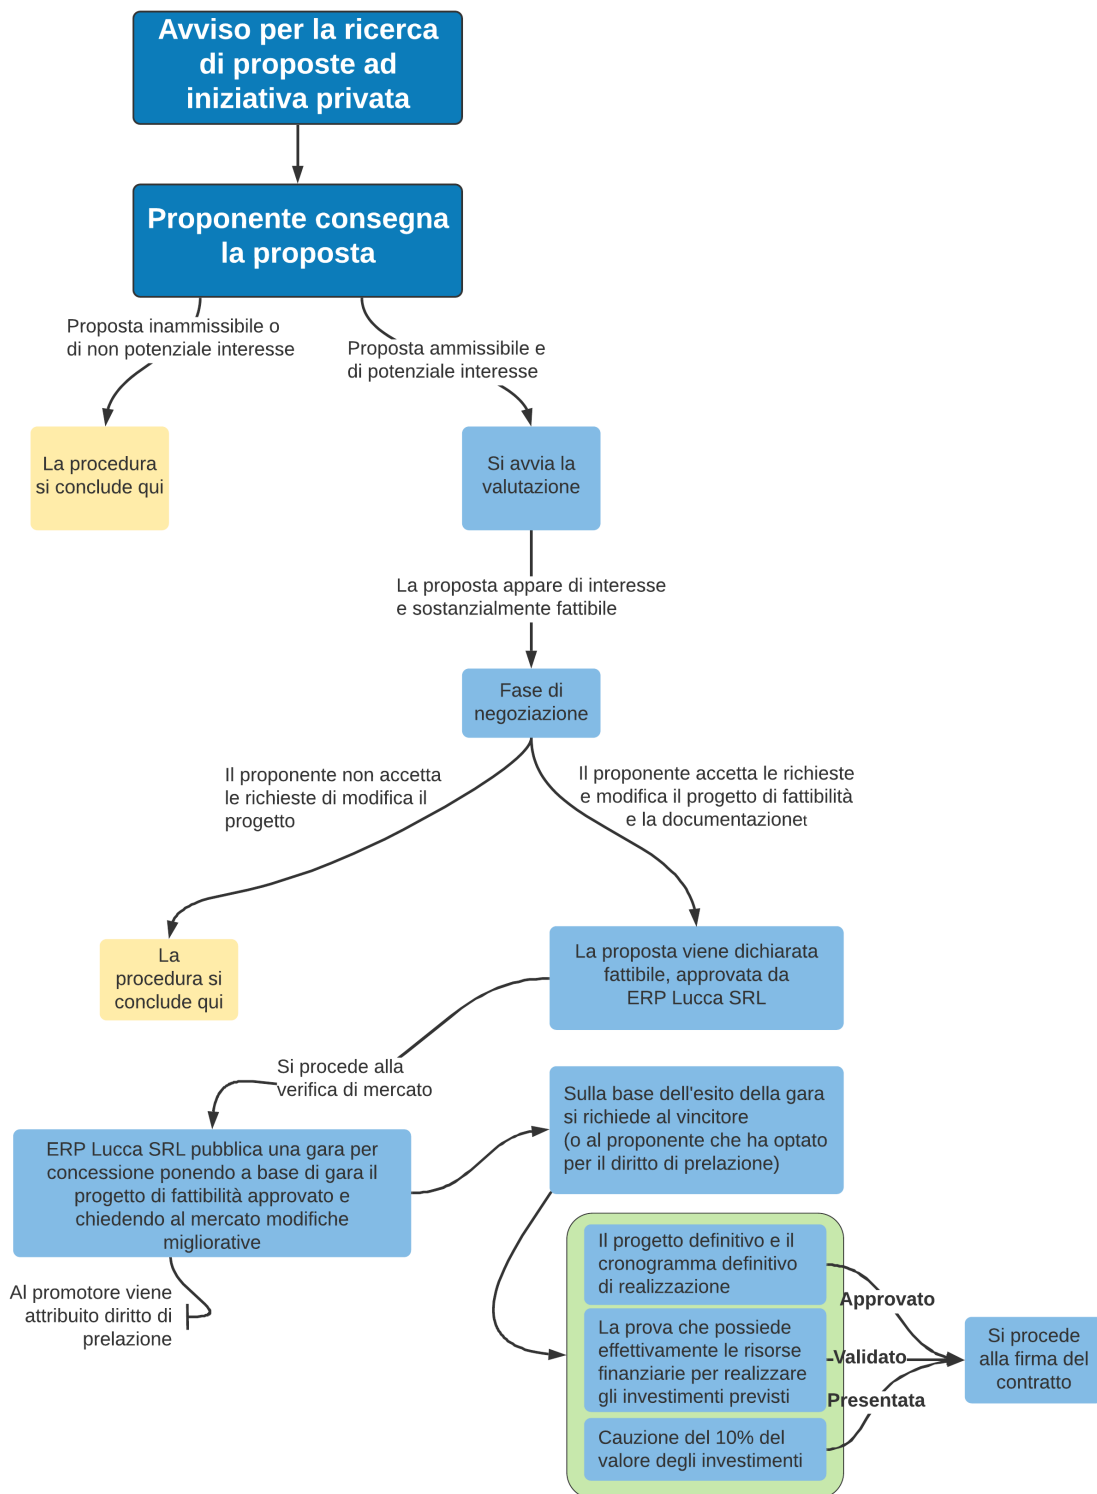 Avviso per la ricerca
di proposte ad
iniziativa privata
Proponente consegna
la proposta
Proposta inammissibile o
di non potenziale interesse
Proposta ammissibile e
di potenziale interesse
La procedura
si conclude qui
Si avvia la
valutazione
La proposta appare di interesse
e sostanzialmente fattibile
Fase di
negoziazione
Il proponente non accetta
le richieste di modifica il
progetto
Il proponente accetta le richieste
e modifica il progetto di fattibilità
e la documentazionet
La
procedura si
conclude qui
La proposta viene dichiarata
fattibile, approvata da
ERP Lucca SRL
Si procede alla
verifica di mercato
ERP Lucca SRL pubblica una gara per
concessione ponendo a base di gara il
progetto di fattibilità approvato e
chiedendo al mercato modifiche
migliorative
Al promotore viene
attribuito diritto di
prelazione
Sulla base dell'esito della gara
si richiede al vincitore
(o al proponente che ha optato
per il diritto di prelazione)
Il progetto definitivo e il
cronogramma definitivo
di realizzazione
La prova che possiede
effettivamente le risorse
finanziarie per realizzare
gli investimenti previsti
Cauzione del 10% del
valore degli investimenti
Approvato
Validato
Presentata
Si procede
alla firma del
contratto